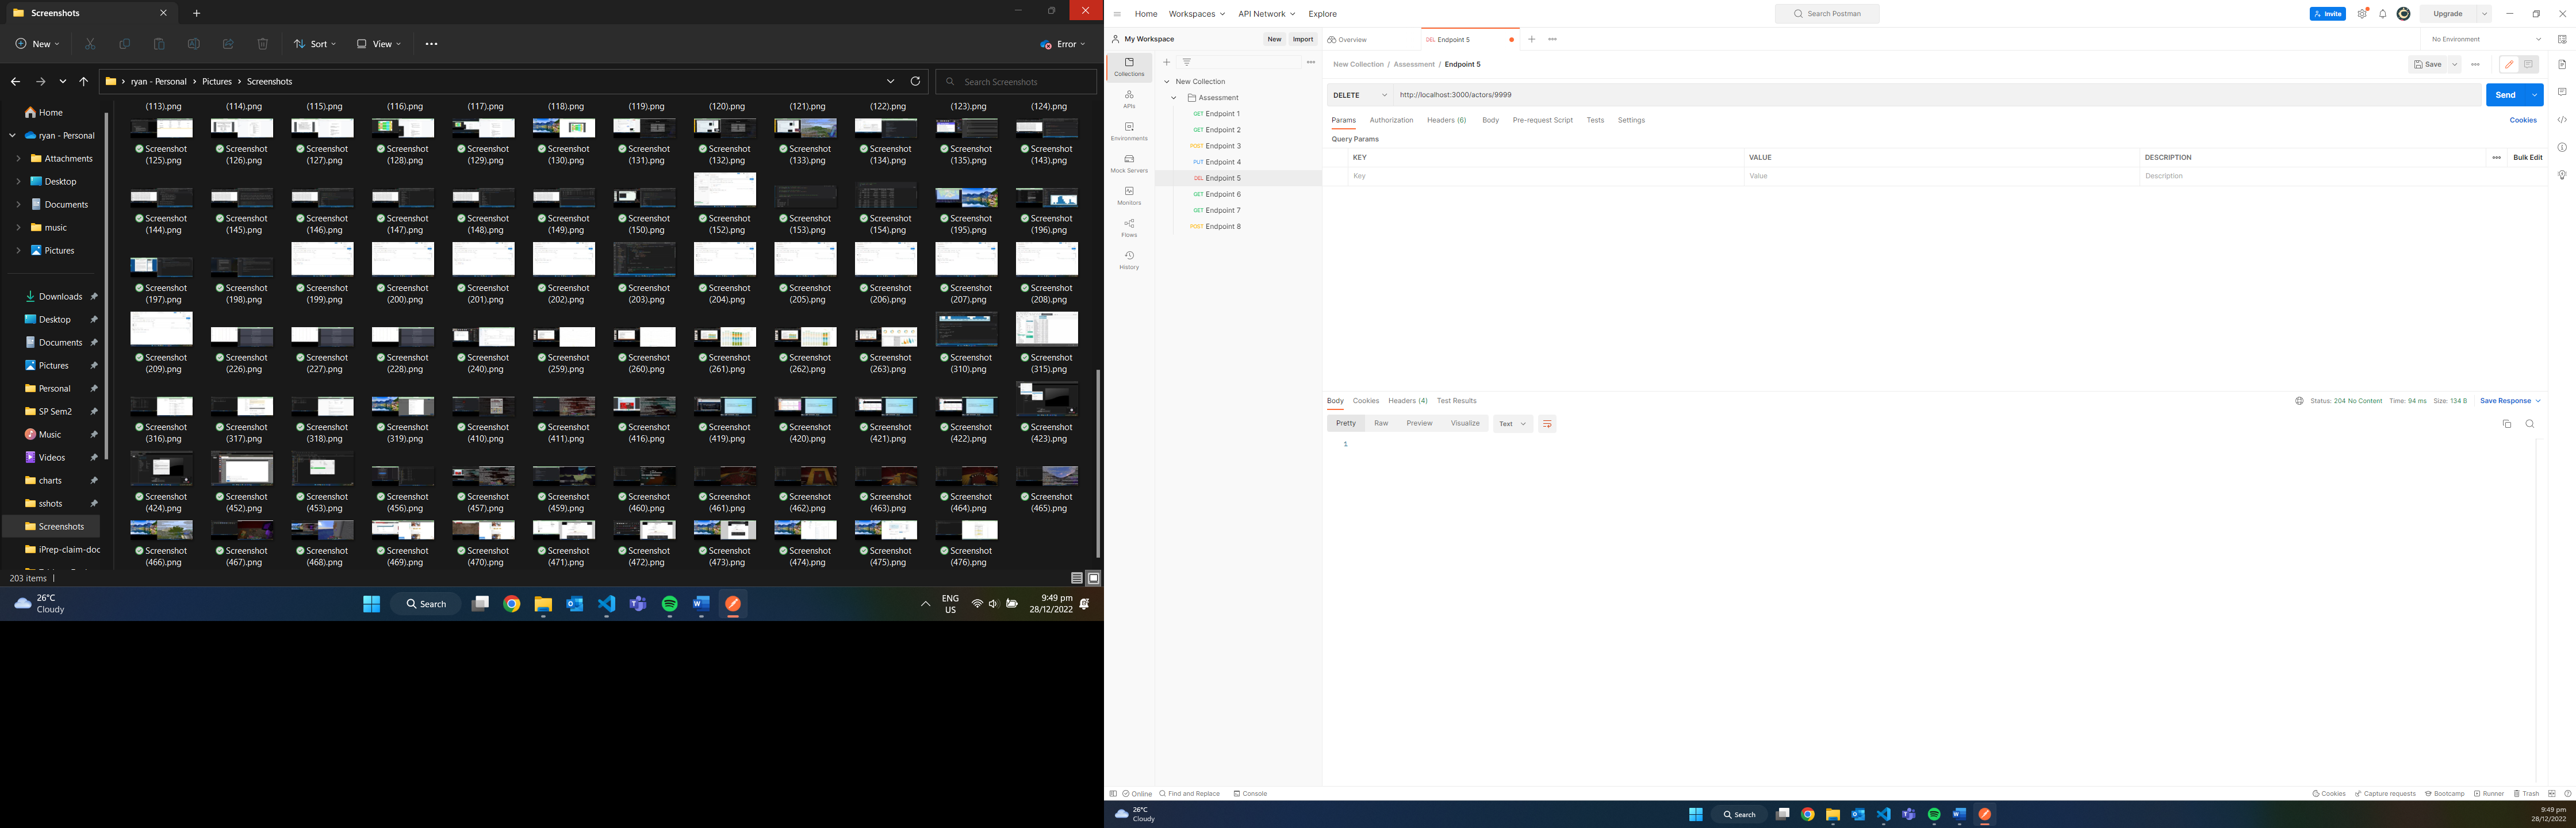 Screenshots
New
Sort
View
Error
ryan - Personal
Pictures
Screenshots
Search Screenshots
Home
ryan - Personal
Attachments
Desktop
Documents
music
Pictures
Downloads
Desktop
Documents
Pictures
Personal
SP Sem2
Music
Videos
charts
sshots
Screenshots
iPrep-claim-doc
(113).png (114).png (115).png (116).png (117).png (118).png (119).png (120).png (121).png (122).png (123).png (124).png
Screenshot Screenshot Screenshot Screenshot Screenshot Screenshot Screenshot Screenshot Screenshot Screenshot Screenshot Screenshot
(125).png (126).png (127).png (128).png (129).png (130).png (131).png (132).png (133).png (134).png (135).png (143).png
Screenshot Screenshot Screenshot Screenshot Screenshot Screenshot Screenshot Screenshot Screenshot Screenshot Screenshot Screenshot
(144).png (145).png (146).png (147).png (148).png (149).png (150).png (152).png (153).png (154).png (195).png (196).png
Screenshot Screenshot Screenshot Screenshot Screenshot Screenshot Screenshot Screenshot Screenshot Screenshot Screenshot Screenshot
(197).png (198).png (199).png (200).png (201).png (202).png (203).png (204).png (205).png (206).png (207).png (208).png
Screenshot Screenshot Screenshot Screenshot Screenshot Screenshot Screenshot Screenshot Screenshot Screenshot Screenshot Screenshot
(209).png (226).png (227).png (228).png (240).png (259).png (260).png (261).png (262).png (263).png (310).png (315).png
Screenshot Screenshot Screenshot Screenshot Screenshot Screenshot Screenshot Screenshot Screenshot Screenshot Screenshot Screenshot
(316).png (317).png (318).png (319).png (410).png (411).png (416).png (419).png (420).png (421).png (422).png (423).png
Screenshot Screenshot Screenshot Screenshot Screenshot Screenshot Screenshot Screenshot Screenshot Screenshot Screenshot Screenshot
(424).png (452).png (453).png (456).png (457).png (459).png (460).png (461).png (462).png (463).png (464).png (465).png
Screenshot Screenshot Screenshot Screenshot Screenshot Screenshot Screenshot Screenshot Screenshot Screenshot Screenshot
(466).png (467).png (468).png (469).png (470).png (471).png (472).png (473).png (474).png (475).png (476).png
203 items
26°C
Cloudy
Search
ENG
US
9:49 pm
28/12/2022
Home Workspaces API Network Explore
Search Postman
Invite
Upgrade
My Workspace
New Import
Overview
DEL Endpoint 5
No Environment
Collections
APIs
Environments
Mock Servers
Monitors
Flows
History
New Collection
Assessment
GET Endpoint 1
GET Endpoint 2
POST Endpoint 3
PUT Endpoint 4
DEL Endpoint 5
GET Endpoint 6
GET Endpoint 7
POST Endpoint 8
New Collection / Assessment / Endpoint 5
Save
DELETE http://localhost:3000/actors/9999
Send
Params Authorization Headers (6) Body Pre-request Script Tests Settings
Cookies
Query Params
KEY VALUE DESCRIPTION
Bulk Edit
Key Value Description
Body Cookies Headers (4) Test Results
Status: 204 No Content Time: 94 ms Size: 134 B Save Response
Pretty Raw Preview Visualize Text
1
Online Find and Replace Console
Cookies Capture requests Bootcamp Runner Trash
26°C
Cloudy
Search
9:49 pm
28/12/2022